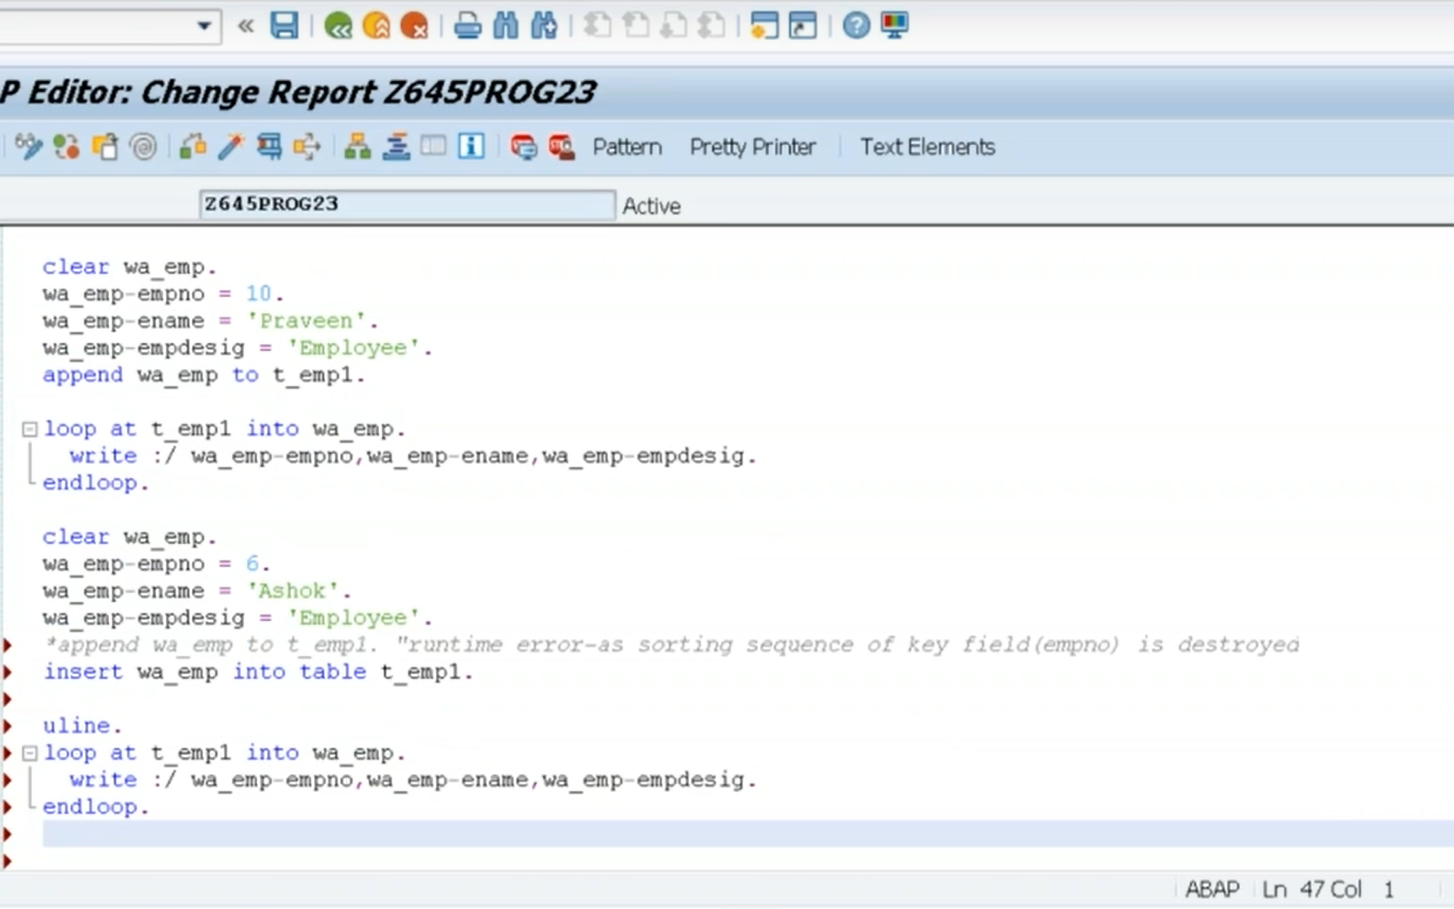 P Editor: Change Report Z645PROG23
Pattern Pretty Printer Text Elements
Z645PROG23 Active
clear wa_emp.
wa_emp-empno = 10.
wa_emp-ename = 'Praveen'.
wa_emp-empdesig = 'Employee'.
append wa_emp to t_emp1.
loop at t_emp1 into wa_emp.
write :/ wa_emp-empno,wa_emp-ename,wa_emp-empdesig.
endloop.
clear wa_emp.
wa_emp-empno = 6.
wa_emp-ename = 'Ashok'.
wa_emp-empdesig = 'Employee'.
*append wa_emp to t_emp1. "runtime error-as sorting sequence of key field(empno) is destroyed
insert wa_emp into table t_emp1.
uline.
loop at t_emp1 into wa_emp.
write :/ wa_emp-empno,wa_emp-ename,wa_emp-empdesig.
endloop.
ABAP Ln 47 Col 1